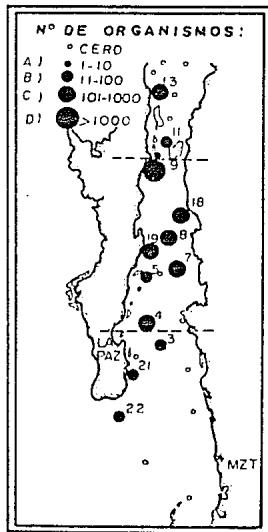 Nº DE ORGANISMOS:
CERO
A) 1-10
B) 11-100
C) 101-1000
D) >1000
13
11
9
18
8
19
7
5
4
LA
PAZ
3
21
22
MZT